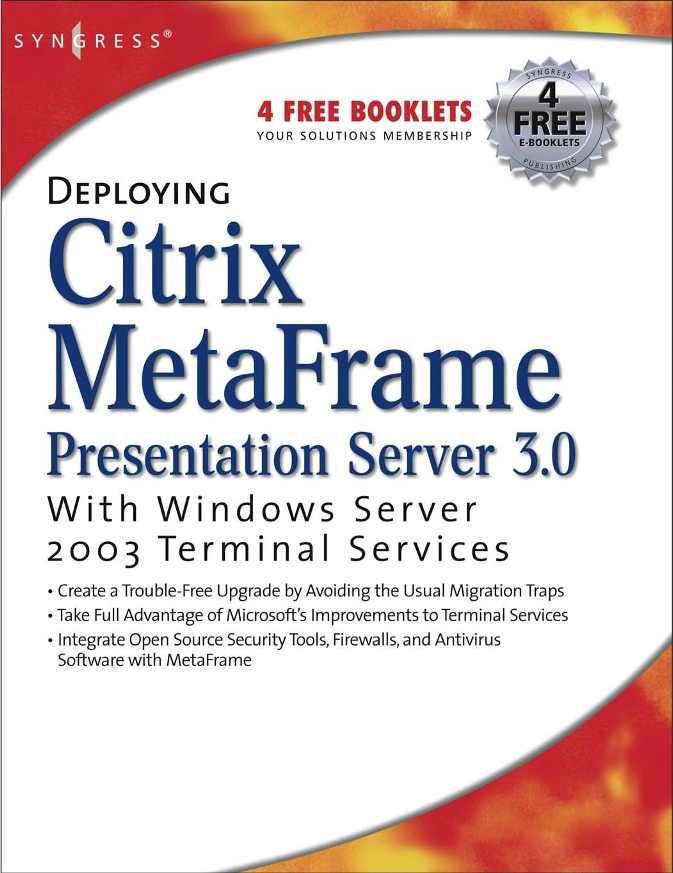 SYNGRESS®
4 FREE BOOKLETS
YOUR SOLUTIONS MEMBERSHIP
SYNGRESS
4
FREE
E-BOOKLETS
PUBLISHING
DEPLOYING
Citrix
MetaFrame
Presentation Server 3.0
With Windows Server
2003 Terminal Services
• Create a Trouble-Free Upgrade by Avoiding the Usual Migration Traps
• Take Full Advantage of Microsoft's Improvements to Terminal Services
• Integrate Open Source Security Tools, Firewalls, and Antivirus
Software with MetaFrame